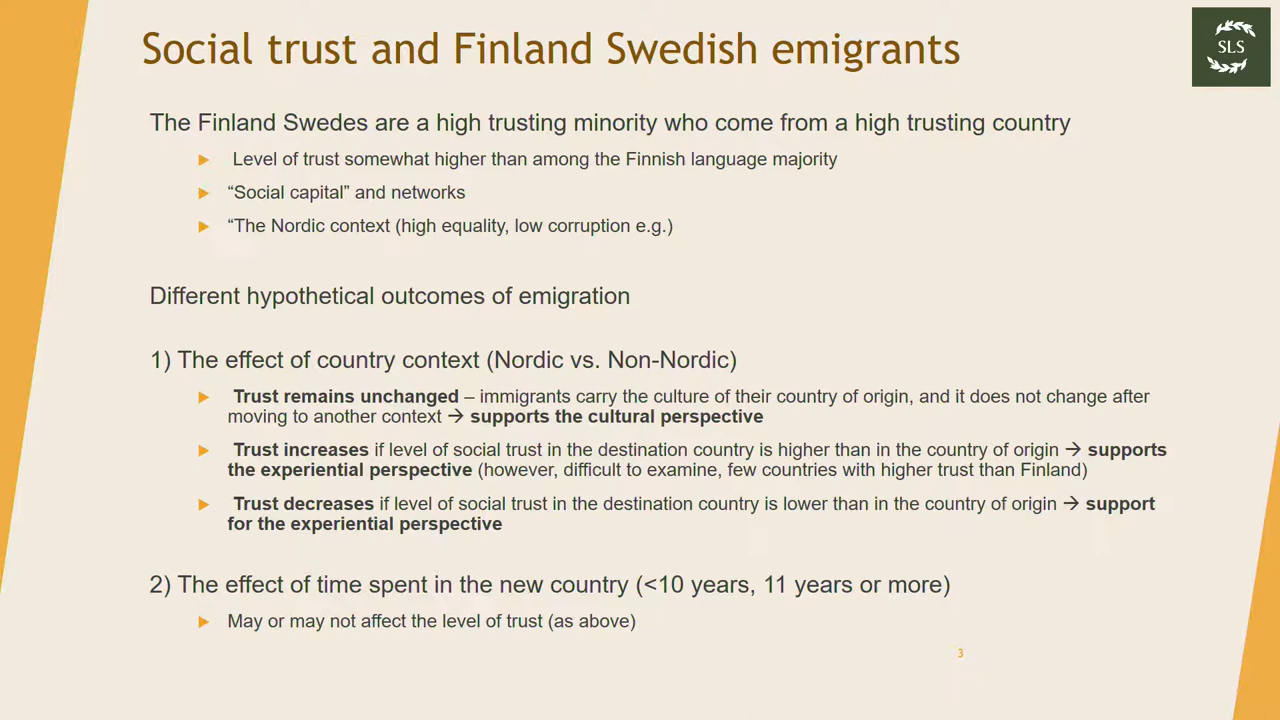 Social trust and Finland Swedish emigrants
SLS
The Finland Swedes are a high trusting minority who come from a high trusting country
Level of trust somewhat higher than among the Finnish language majority
“Social capital” and networks
“The Nordic context (high equality, low corruption e.g.)
Different hypothetical outcomes of emigration
1) The effect of country context (Nordic vs. Non-Nordic)
Trust remains unchanged – immigrants carry the culture of their country of origin, and it does not change after
moving to another context → supports the cultural perspective
Trust increases if level of social trust in the destination country is higher than in the country of origin → supports
the experiential perspective (however, difficult to examine, few countries with higher trust than Finland)
Trust decreases if level of social trust in the destination country is lower than in the country of origin → support
for the experiential perspective
2) The effect of time spent in the new country (<10 years, 11 years or more)
May or may not affect the level of trust (as above)
3